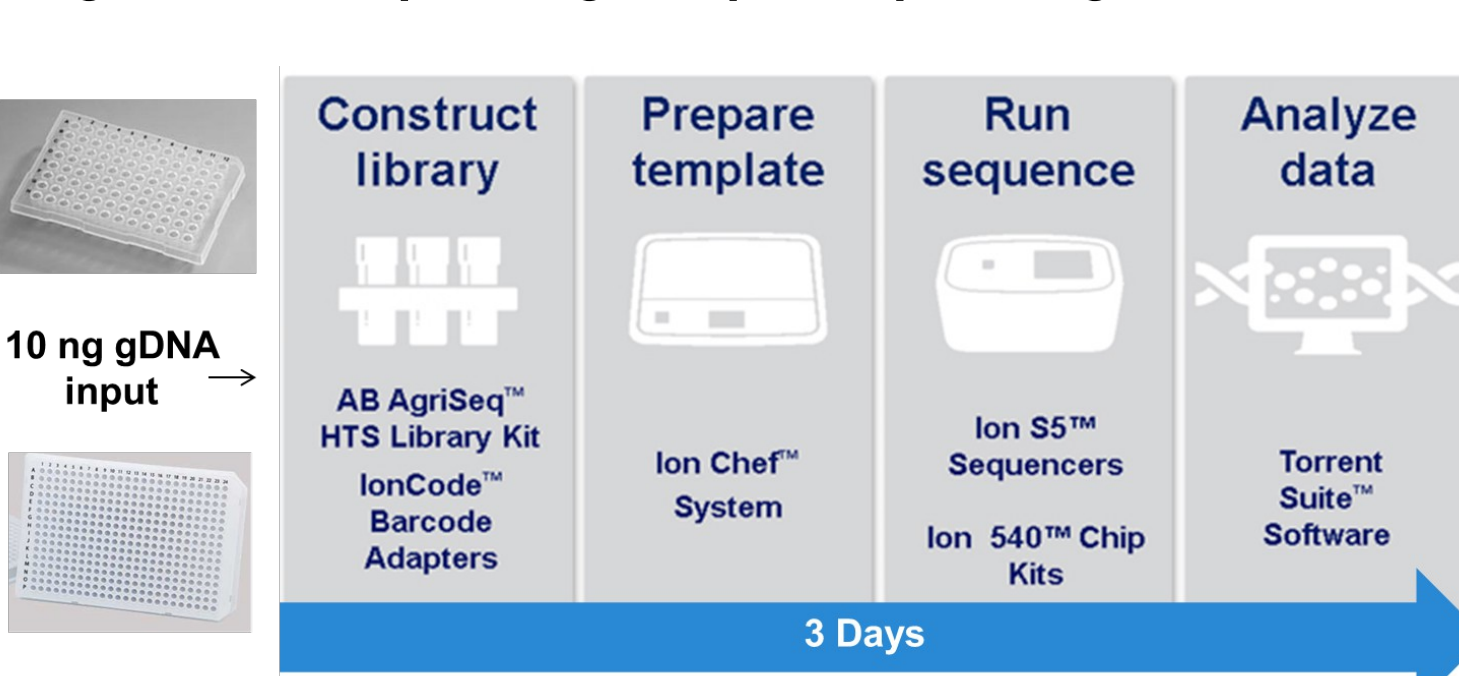 10 ng gDNA
input
Construct
library
AB AgriSeq™
HTS Library Kit
IonCode™
Barcode
Adapters
Prepare
template
Ion Chef™
System
Run
sequence
Ion S5™
Sequencers
Ion 540™ Chip
Kits
Analyze
data
Torrent
Suite™
Software
3 Days